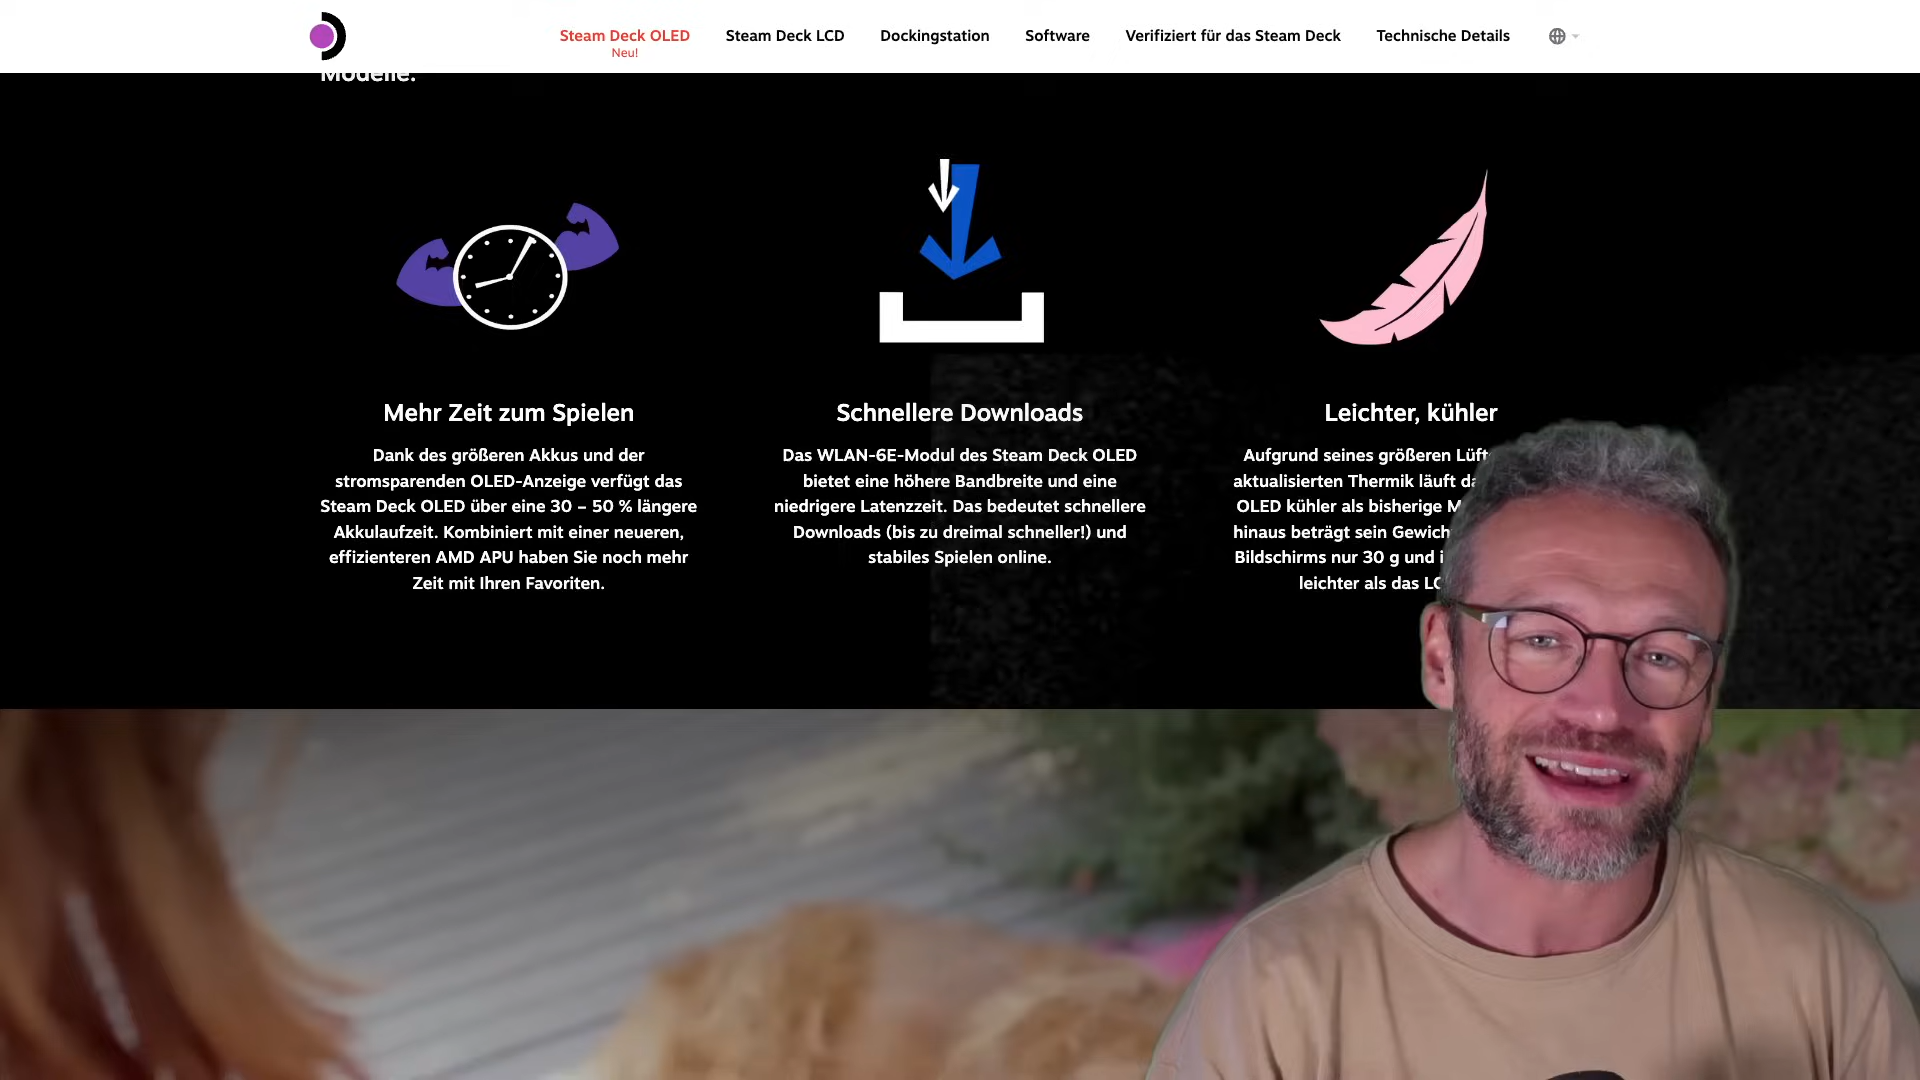 Steam Deck OLED
Neu!
Steam Deck LCD
Dockingstation
Software
Verifiziert für das Steam Deck
Technische Details
Modelle.
Mehr Zeit zum Spielen
Dank des größeren Akkus und der
stromsparenden OLED-Anzeige verfügt das
Steam Deck OLED über eine 30 – 50 % längere
Akkulaufzeit. Kombiniert mit einer neueren,
effizienteren AMD APU haben Sie noch mehr
Zeit mit Ihren Favoriten.
Schnellere Downloads
Das WLAN-6E-Modul des Steam Deck OLED
bietet eine höhere Bandbreite und eine
niedrigere Latenzzeit. Das bedeutet schnellere
Downloads (bis zu dreimal schneller!) und
stabiles Spielen online.
Leichter, kühler
Aufgrund seines größeren
aktualisierten Thermik läuft
OLED kühler als bisherige
hinaus beträgt sein
Bildschirms nur 30 g und
leichter als das